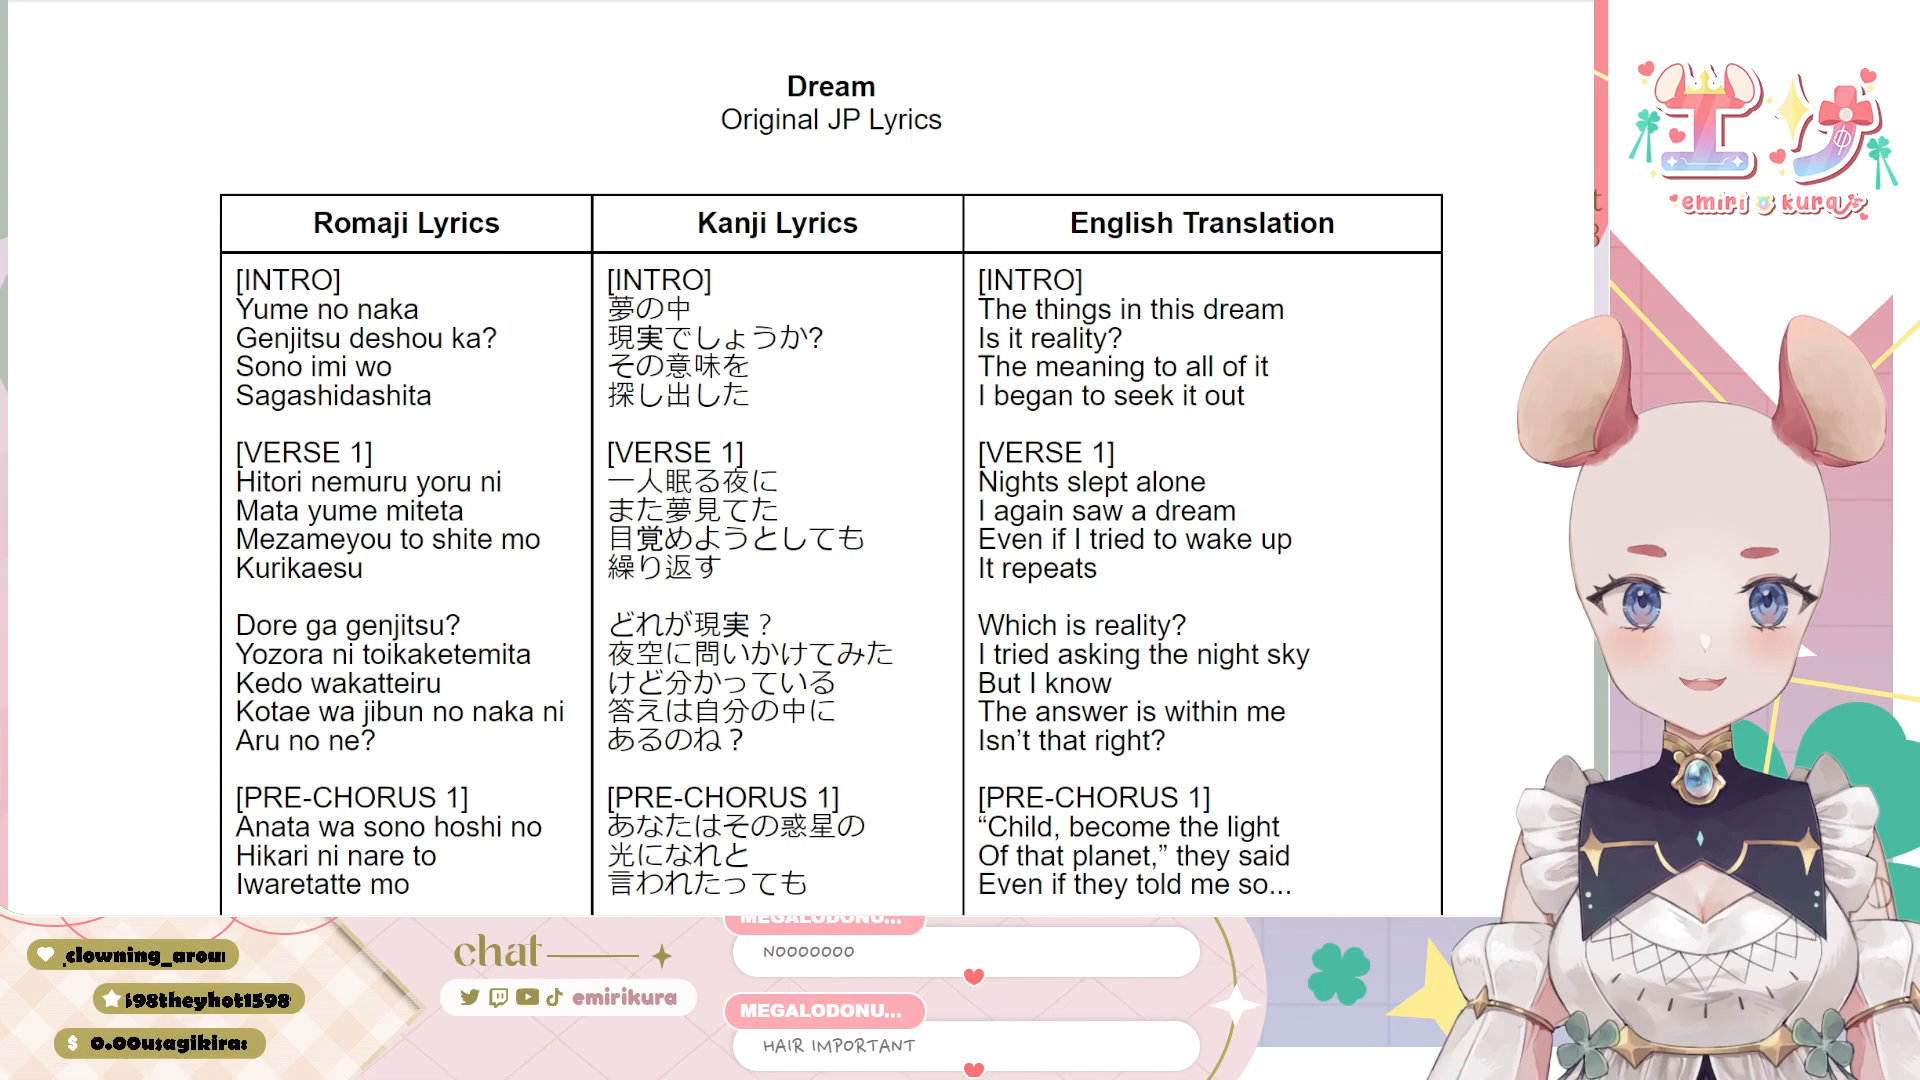 Dream
Original JP Lyrics
Romaji Lyrics
[INTRO]
Yume no naka
Genjitsu deshou ka?
Sono imi wo
Sagashidashita
[VERSE 1]
Hitori nemuru yoru ni
Mata yume miteta
Mezameyou to shite mo
Kurikaesu
Dore ga genjitsu?
Yozora ni toikaketemita
Kedo wakatteiru
Kotae wa jibun no naka ni
Aru no ne?
[PRE-CHORUS 1]
Anata wa sono hoshi no
Hikari ni nare to
Iwaretatte mo
Kanji Lyrics
[INTRO]
夢の中
現実でしょうか?
その意味を
探し出した
[VERSE 1]
一人眠る夜に
また夢見てた
目覚めようとしても
繰り返す
どれが現実？
夜空に問いかけてみた
けど分かっている
答えは自分の中に
あるのね？
[PRE-CHORUS 1]
あなたはその惑星の
光になれと
言われたっても
English Translation
[INTRO]
The things in this dream
Is it reality?
The meaning to all of it
I began to seek it out
[VERSE 1]
Nights slept alone
I again saw a dream
Even if I tried to wake up
It repeats
Which is reality?
I tried asking the night sky
But I know
The answer is within me
Isn’t that right?
[PRE-CHORUS 1]
“Child, become the light
Of that planet,” they said
Even if they told me so...
エク
emiri kura
_clowning_arou
598theyhot1598
$ 0.00usagikira:
chat
emirikura
MEGALODONU...
NOOOOOOO
MEGALODONU...
HAIR IMPORTANT